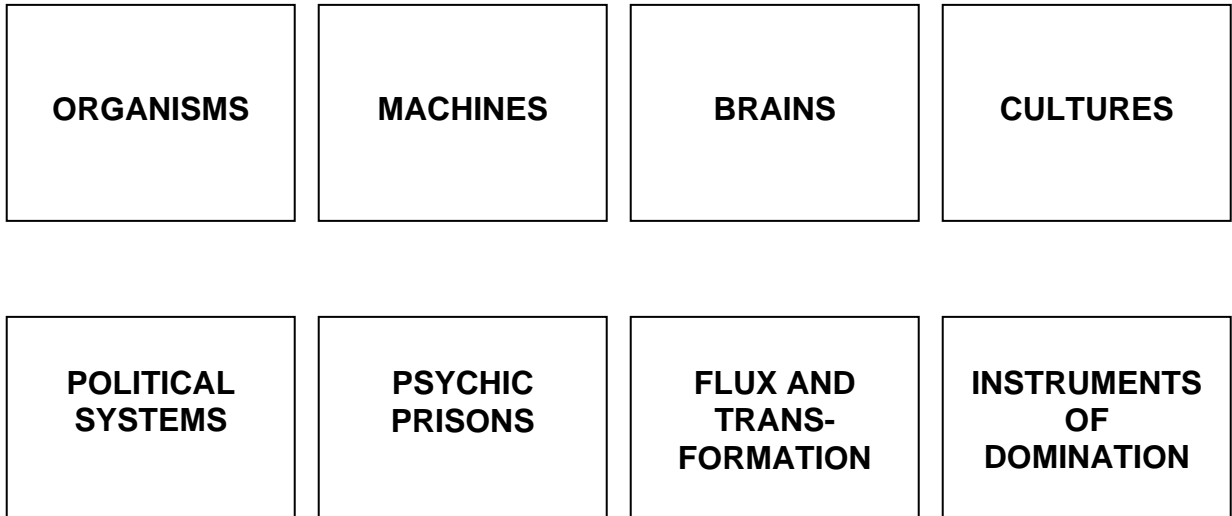 ORGANISMS
MACHINES
BRAINS
CULTURES
POLITICAL
SYSTEMS
PSYCHIC
PRISONS
FLUX AND
TRANS-
FORMATION
INSTRUMENTS
OF
DOMINATION